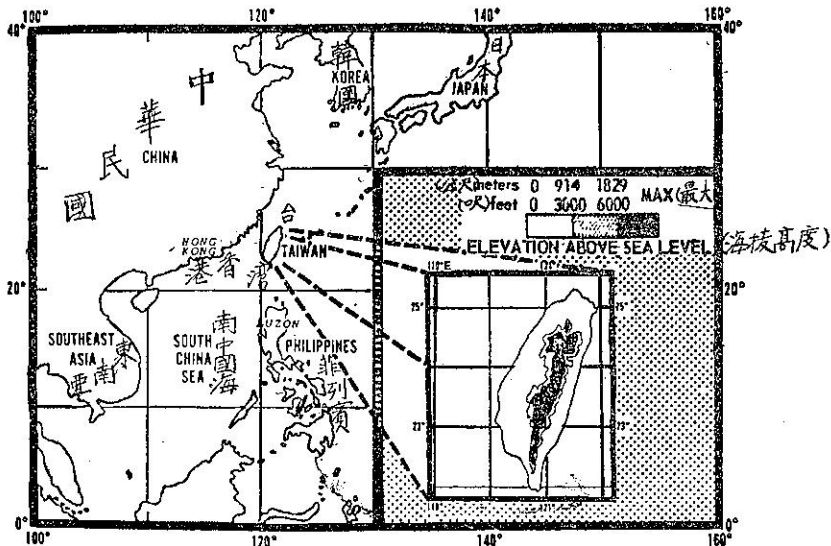 100° 120° 140° 160°
40° 40°
韓國
KOREA
日本
JAPAN
中華民國
CHINA
(公尺)meters 0 914 1829
(口尺)feet 0 3000 6000
MAX(最大)
ELEVATION ABOVE SEA LEVEL (海拔高度)
台灣
TAIWAN
HONG KONG
香港
20° 20°
25° 25°
23° 23°
LUZON
SOUTHEAST ASIA
東南亞
SOUTH CHINA SEA
南中國海
PHILIPPINES
菲列賓
0° 0°
100° 120° 140° 160°